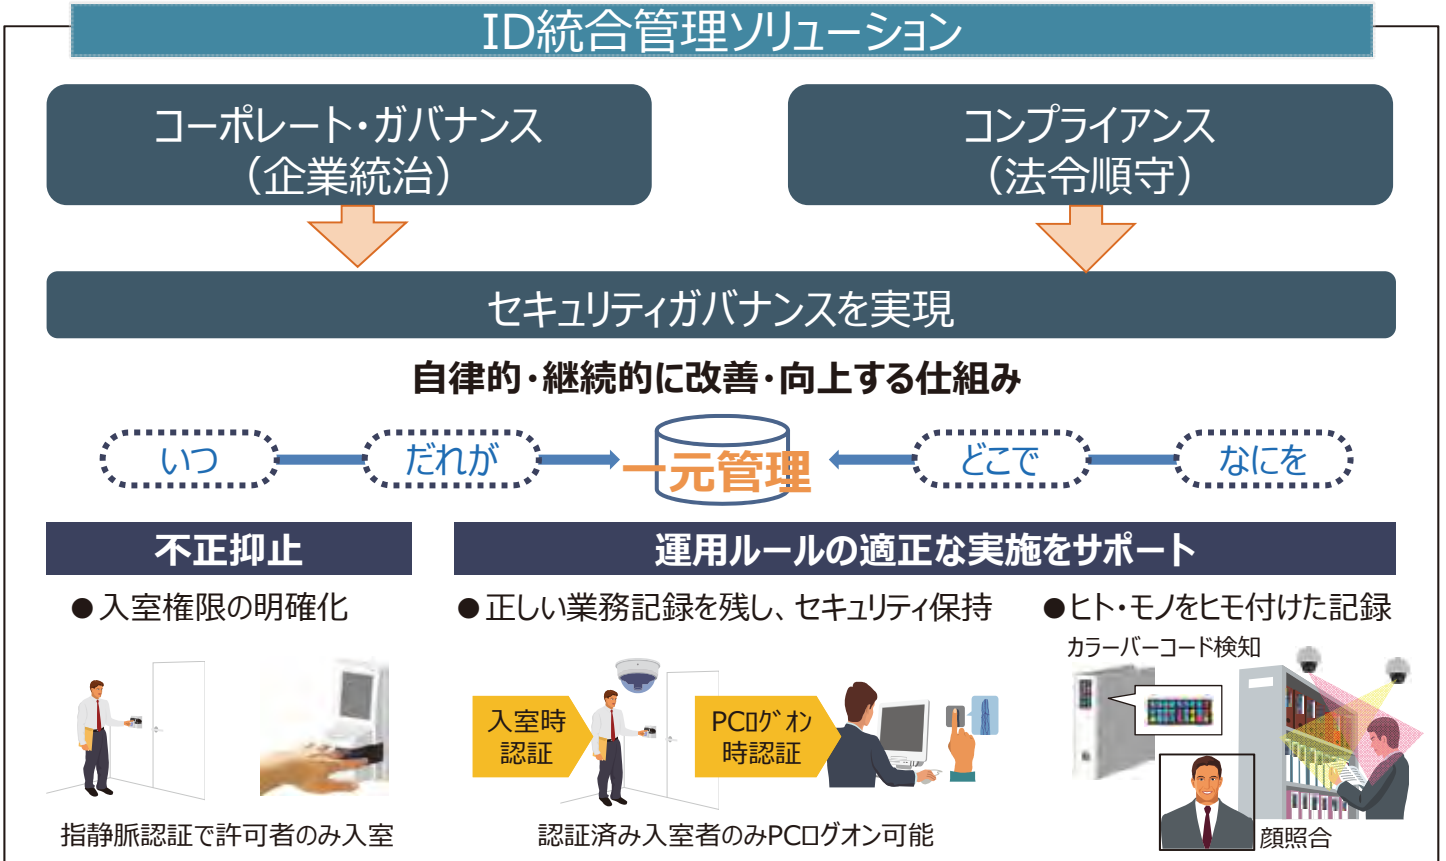 ID統合管理ソリューション
コーポレート・ガバナンス
（企業統治）
コンプライアンス
（法令順守）
セキュリティガバナンスを実現
自律的・継続的に改善・向上する仕組み
いつ
だれが
一元管理
どこで
なにを
不正抑止
運用ルールの適正な実施をサポート
●入室権限の明確化
●正しい業務記録を残し、セキュリティ保持
●ヒト・モノをヒモ付けた記録
カラーバーコード検知
入室時
認証
PCログオン
時認証
指静脈認証で許可者のみ入室
認証済み入室者のみPCログオン可能
顔照合